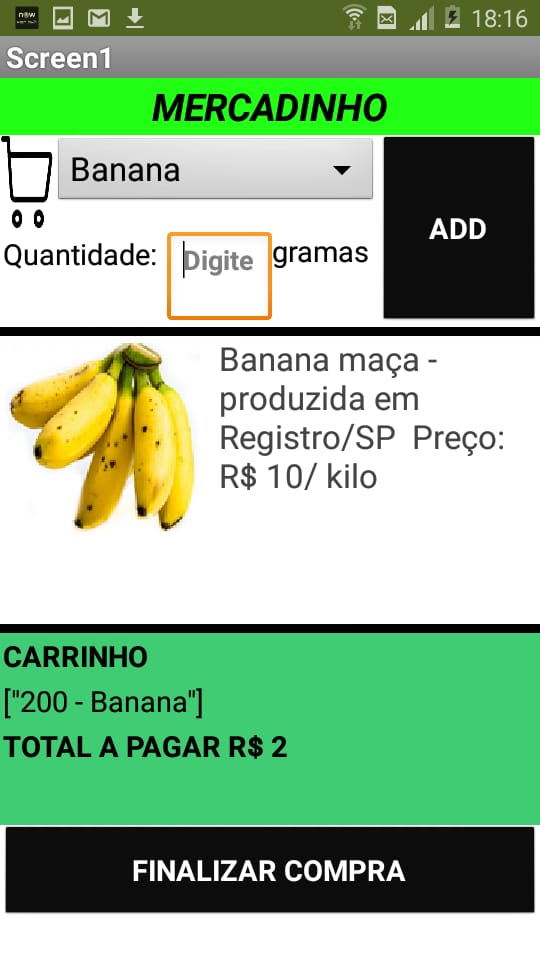 18:16
Screen1
MERCADINHO
Banana
ADD
Quantidade: Digite gramas
Banana maça -
produzida em
Registro/SP Preço:
R$ 10/ kilo
CARRINHO
["200 - Banana"]
TOTAL A PAGAR R$ 2
FINALIZAR COMPRA